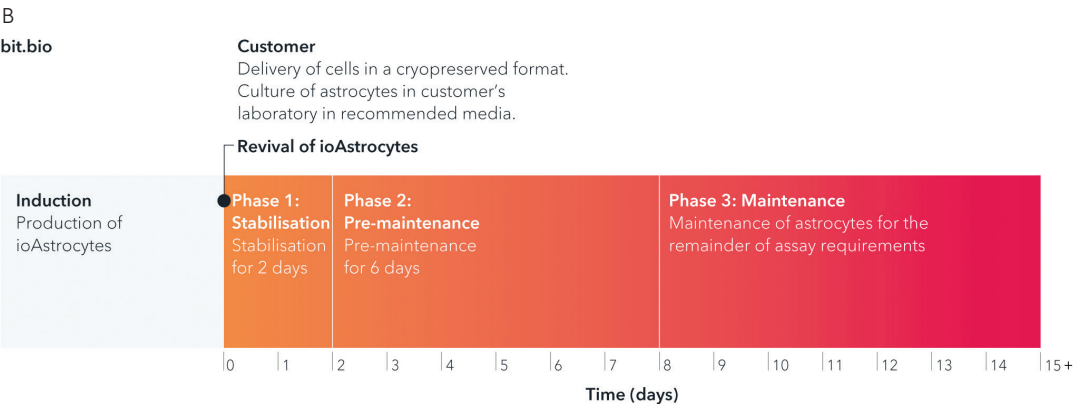 B
bit.bio
Customer
Delivery of cells in a cryopreserved format.
Culture of astrocytes in customer's
laboratory in recommended media.
Revival of ioAstrocytes
Induction
Production of
ioAstrocytes
Phase 1:
Stabilisation
Stabilisation
for 2 days
Phase 2:
Pre-maintenance
Pre-maintenance
for 6 days
Phase 3: Maintenance
Maintenance of astrocytes for the
remainder of assay requirements
0 1 2 3 4 5 6 7 8 9 10 11 12 13 14 15+
Time (days)